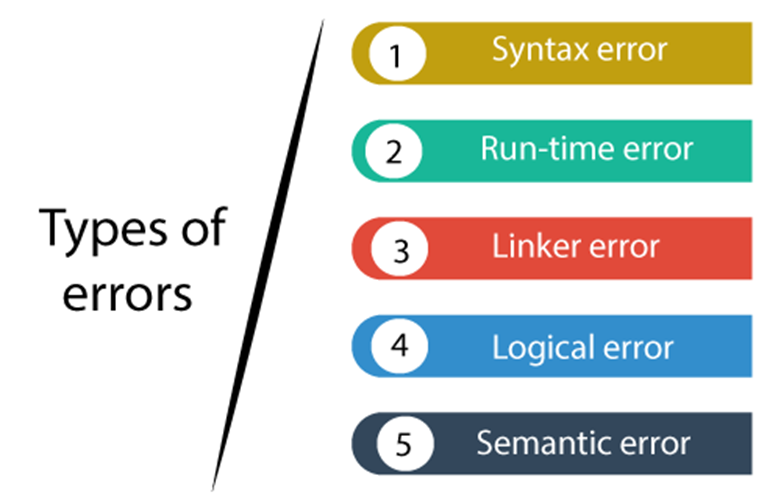 Types of
errors
1 Syntax error
2 Run-time error
3 Linker error
4 Logical error
5 Semantic error